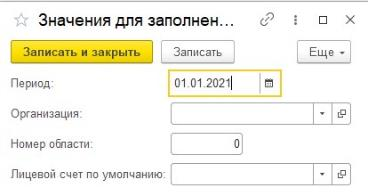 Значения для заполнен...
Записать и закрыть Записать Еще
Период: 01.01.2021
Организация:
Номер области: 0
Лицевой счет по умолчанию: